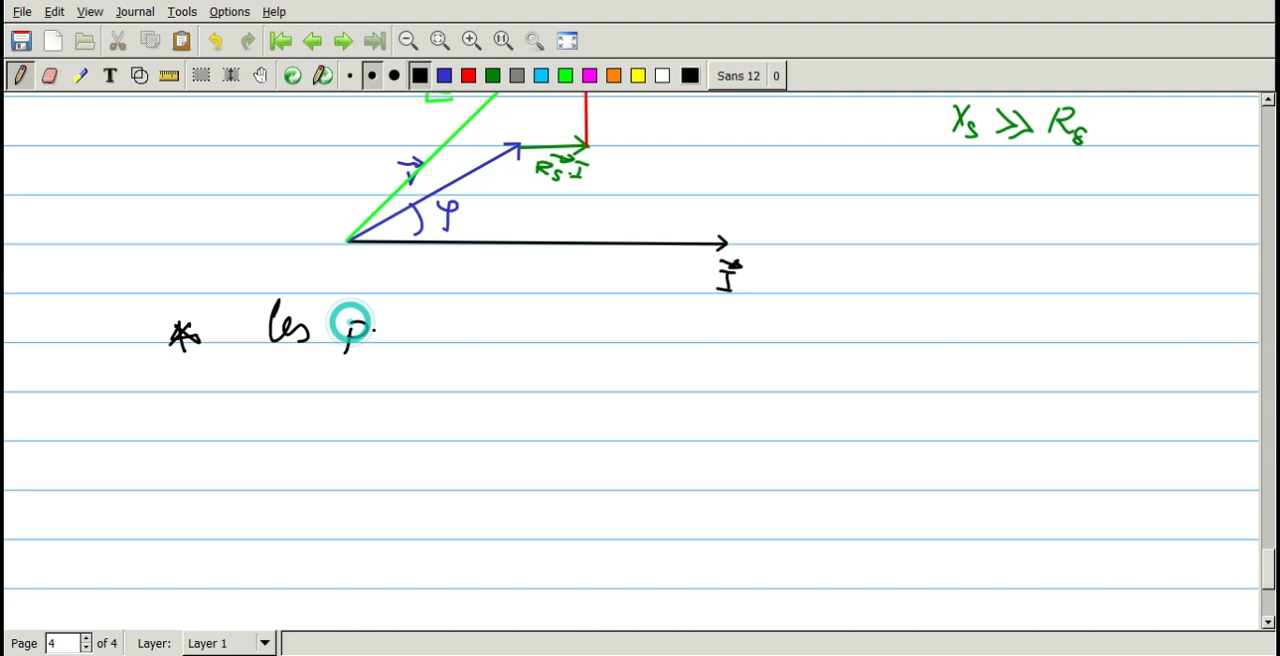 File Edit View Journal Tools Options Help
Sans 12 0
Xs >> Rs
V
Rs.I
φ
I
* les p
Page 4 of 4 Layer: Layer 1